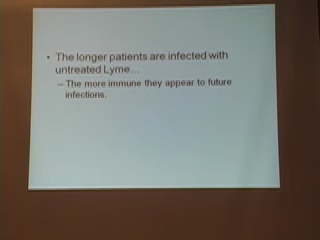 • The longer patients are infected with
untreated Lyme...
– The more immune they appear to future
infections.